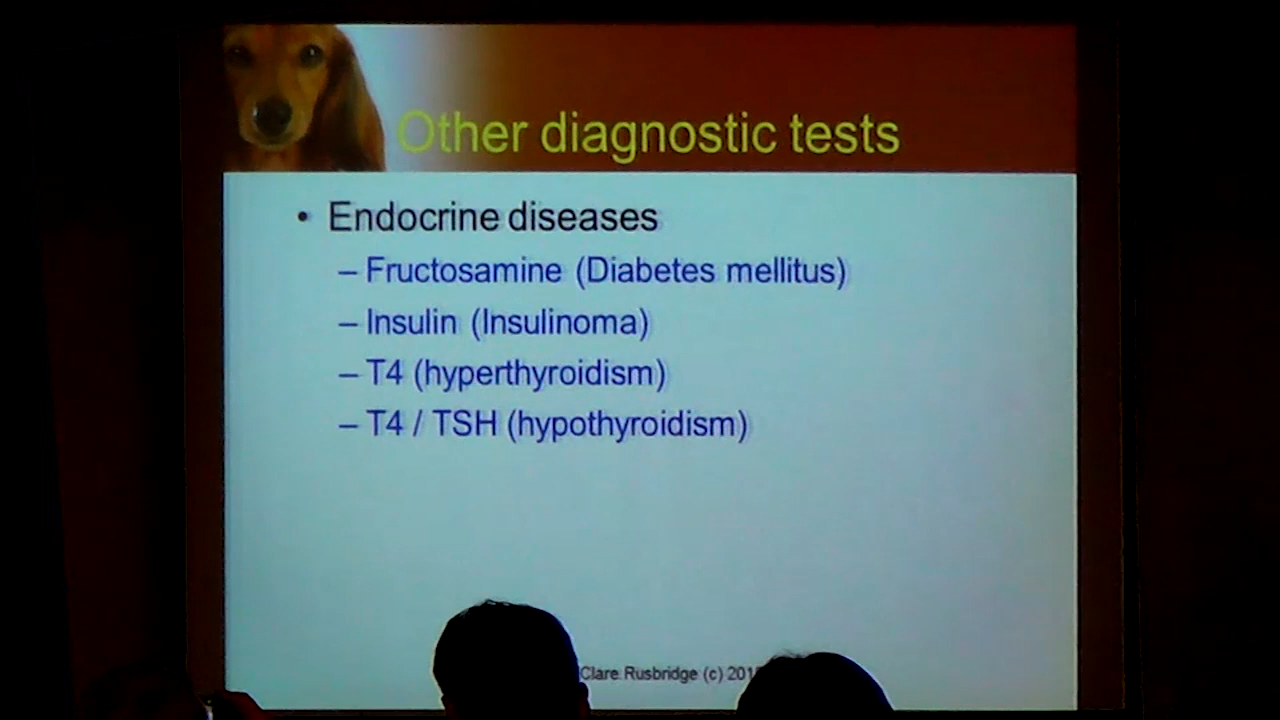 Other diagnostic tests
• Endocrine diseases
– Fructosamine (Diabetes mellitus)
– Insulin (Insulinoma)
– T4 (hyperthyroidism)
– T4 / TSH (hypothyroidism)
Clare Rusbridge (c)